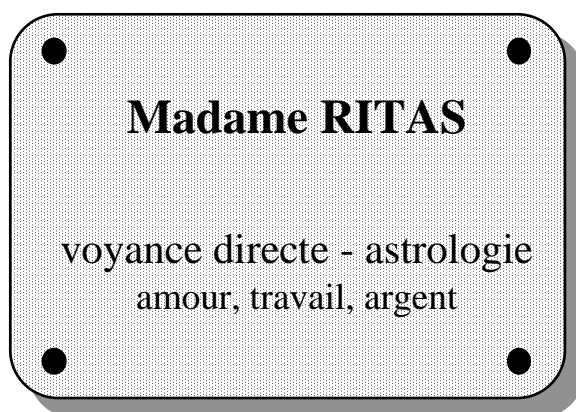 Madame RITAS
voyance directe - astrologie
amour, travail, argent